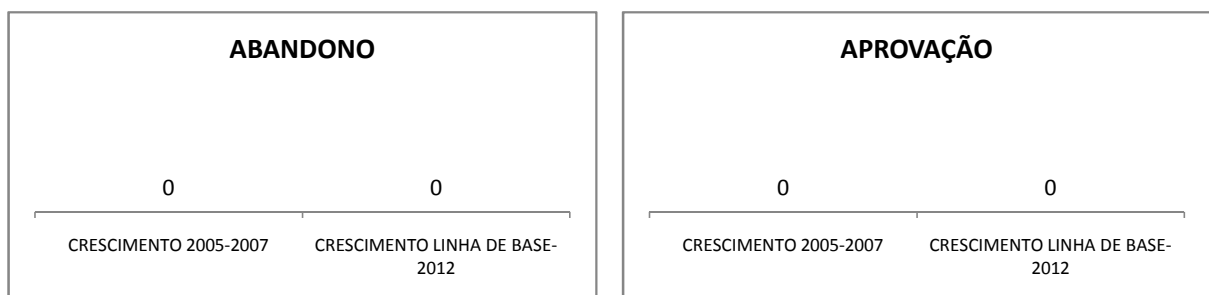 ABANDONO
0
0
CRESCIMENTO 2005-2007
CRESCIMENTO LINHA DE BASE-
2012
APROVAÇÃO
0
0
CRESCIMENTO 2005-2007
CRESCIMENTO LINHA DE BASE-
2012